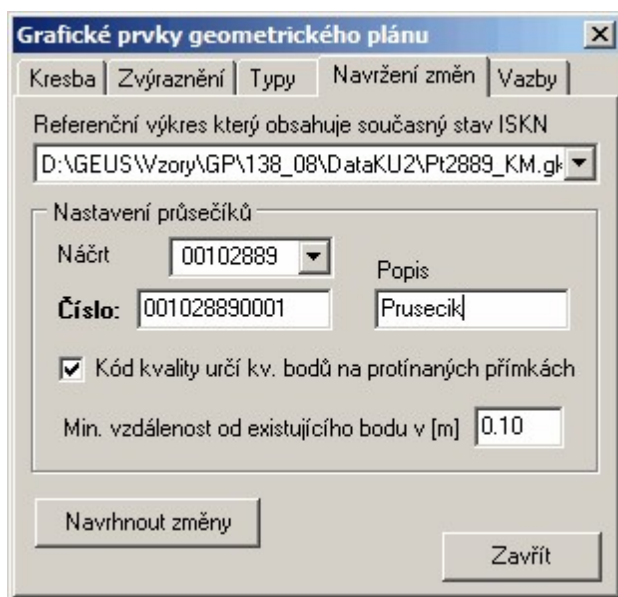 Grafické prvky geometrického plánu
Kresba Zvýraznění Typy Navržení změn Vazby
Referenční výkres který obsahuje současný stav ISKN
D:\GEUS\Vzory\GP\138_08\DataKU2\Pt2889_KM.gk
Nastavení průsečíků
Náčrt 00102889
Popis
Číslo: 001028890001 Prusecik
Kód kvality určí kv. bodů na protínaných přímkách
Min. vzdálenost od existujícího bodu v [m] 0.10
Navrhnout změny
Zavřít